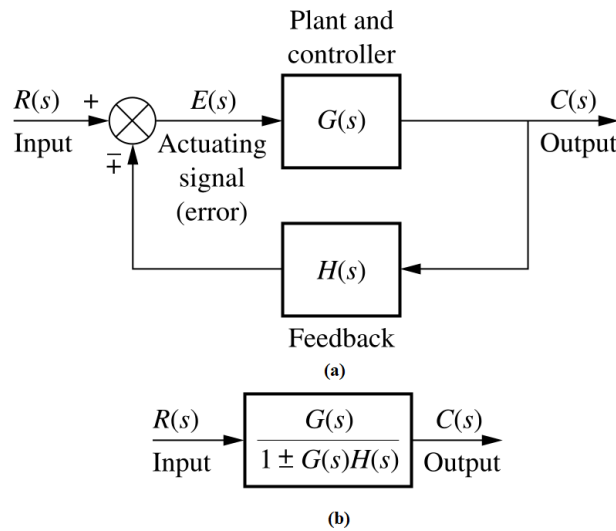 Plant and
controller
R(s) + E(s) G(s) C(s)
Input ∓ Actuating Output
signal
(error)
H(s)
Feedback
(a)
R(s) G(s) C(s)
Input 1 ± G(s)H(s) Output
(b)